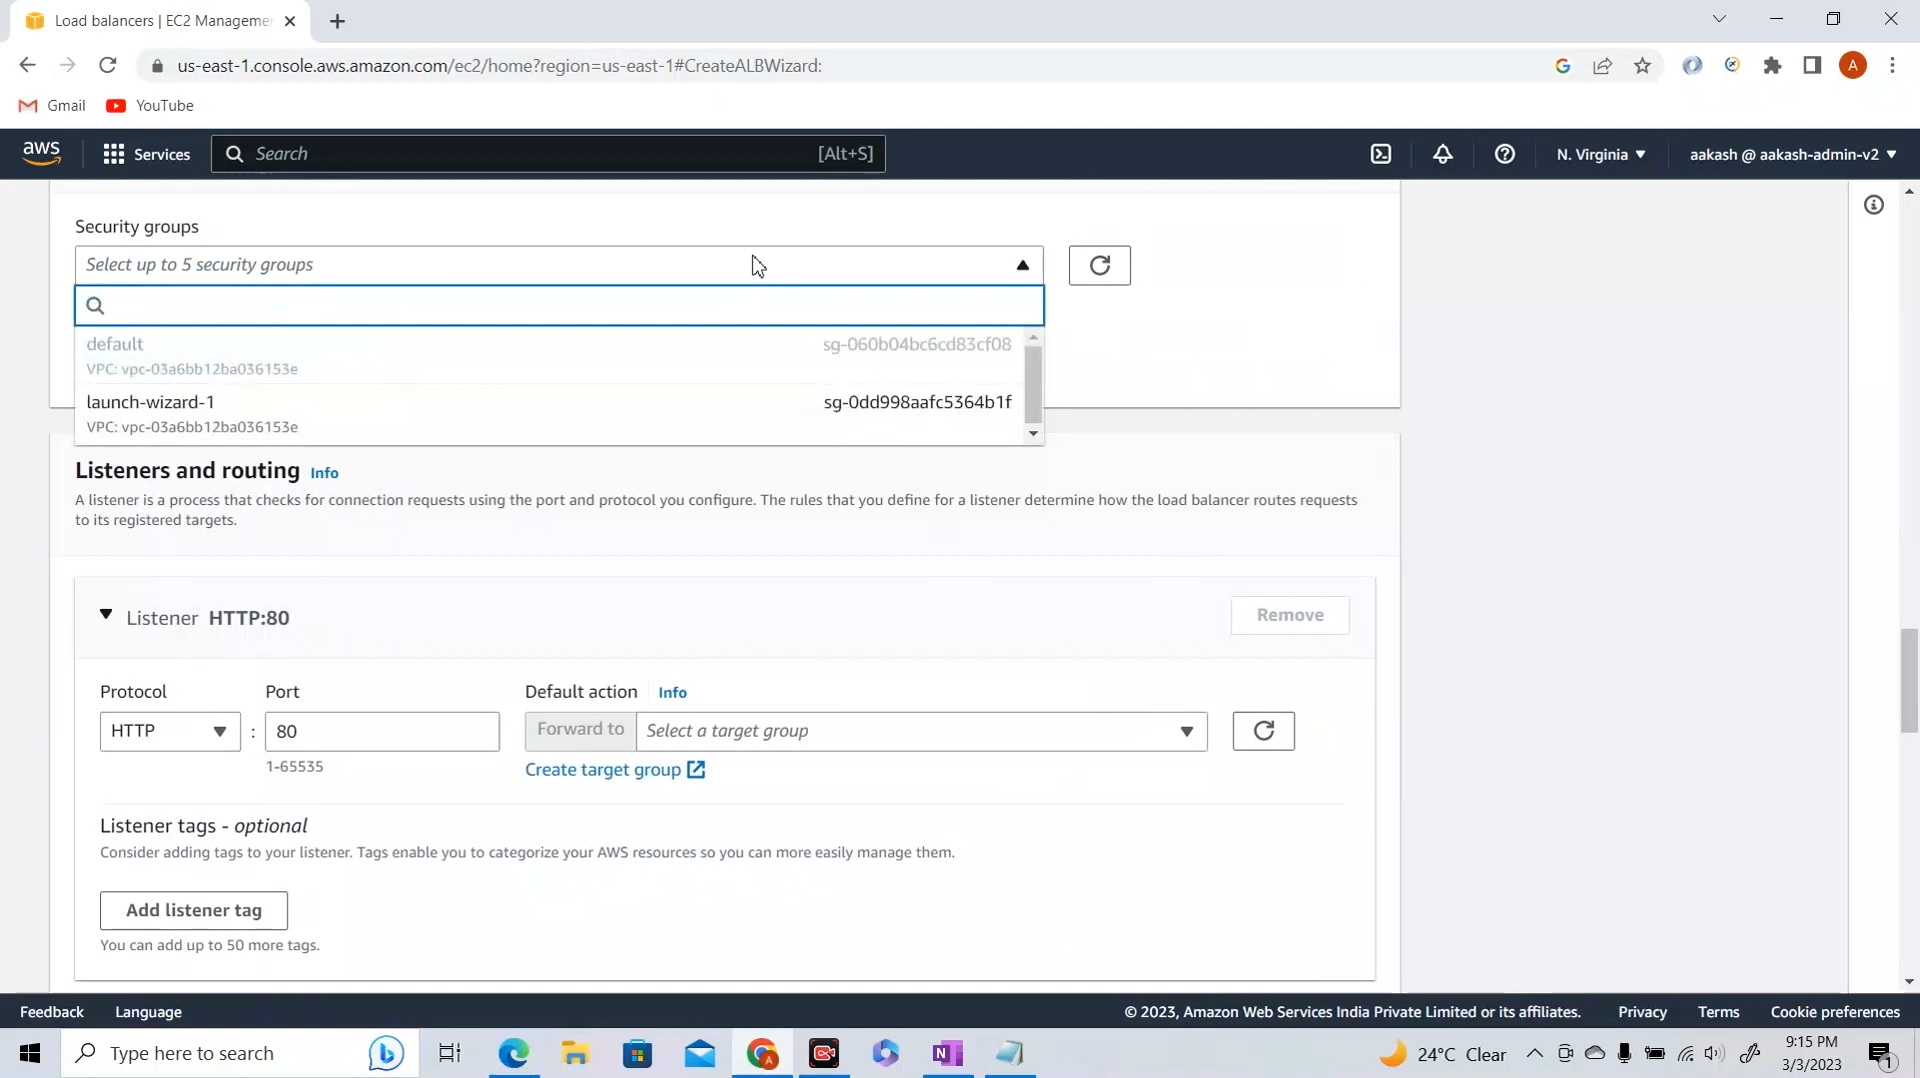 Load balancers | EC2 Manageme
us-east-1.console.aws.amazon.com/ec2/home?region=us-east-1#CreateALBWizard:
A
Gmail
YouTube
aws
Services
Search
[Alt+S]
N. Virginia
aakash @ aakash-admin-v2
Security groups
Select up to 5 security groups
default
sg-060b04bc6cd83cf08
VPC: vpc-03a6bb12ba036153e
launch-wizard-1
sg-0dd998aafc5364b1f
VPC: vpc-03a6bb12ba036153e
Listeners and routing Info
A listener is a process that checks for connection requests using the port and protocol you configure. The rules that you define for a listener determine how the load balancer routes requests
to its registered targets.
Listener HTTP:80
Remove
Protocol
Port
Default action Info
HTTP
:
80
Forward to
Select a target group
1-65535
Create target group
Listener tags - optional
Consider adding tags to your listener. Tags enable you to categorize your AWS resources so you can more easily manage them.
Add listener tag
You can add up to 50 more tags.
Feedback
Language
© 2023, Amazon Web Services India Private Limited or its affiliates.
Privacy
Terms
Cookie preferences
Type here to search
24°C Clear
9:15 PM
3/3/2023
1